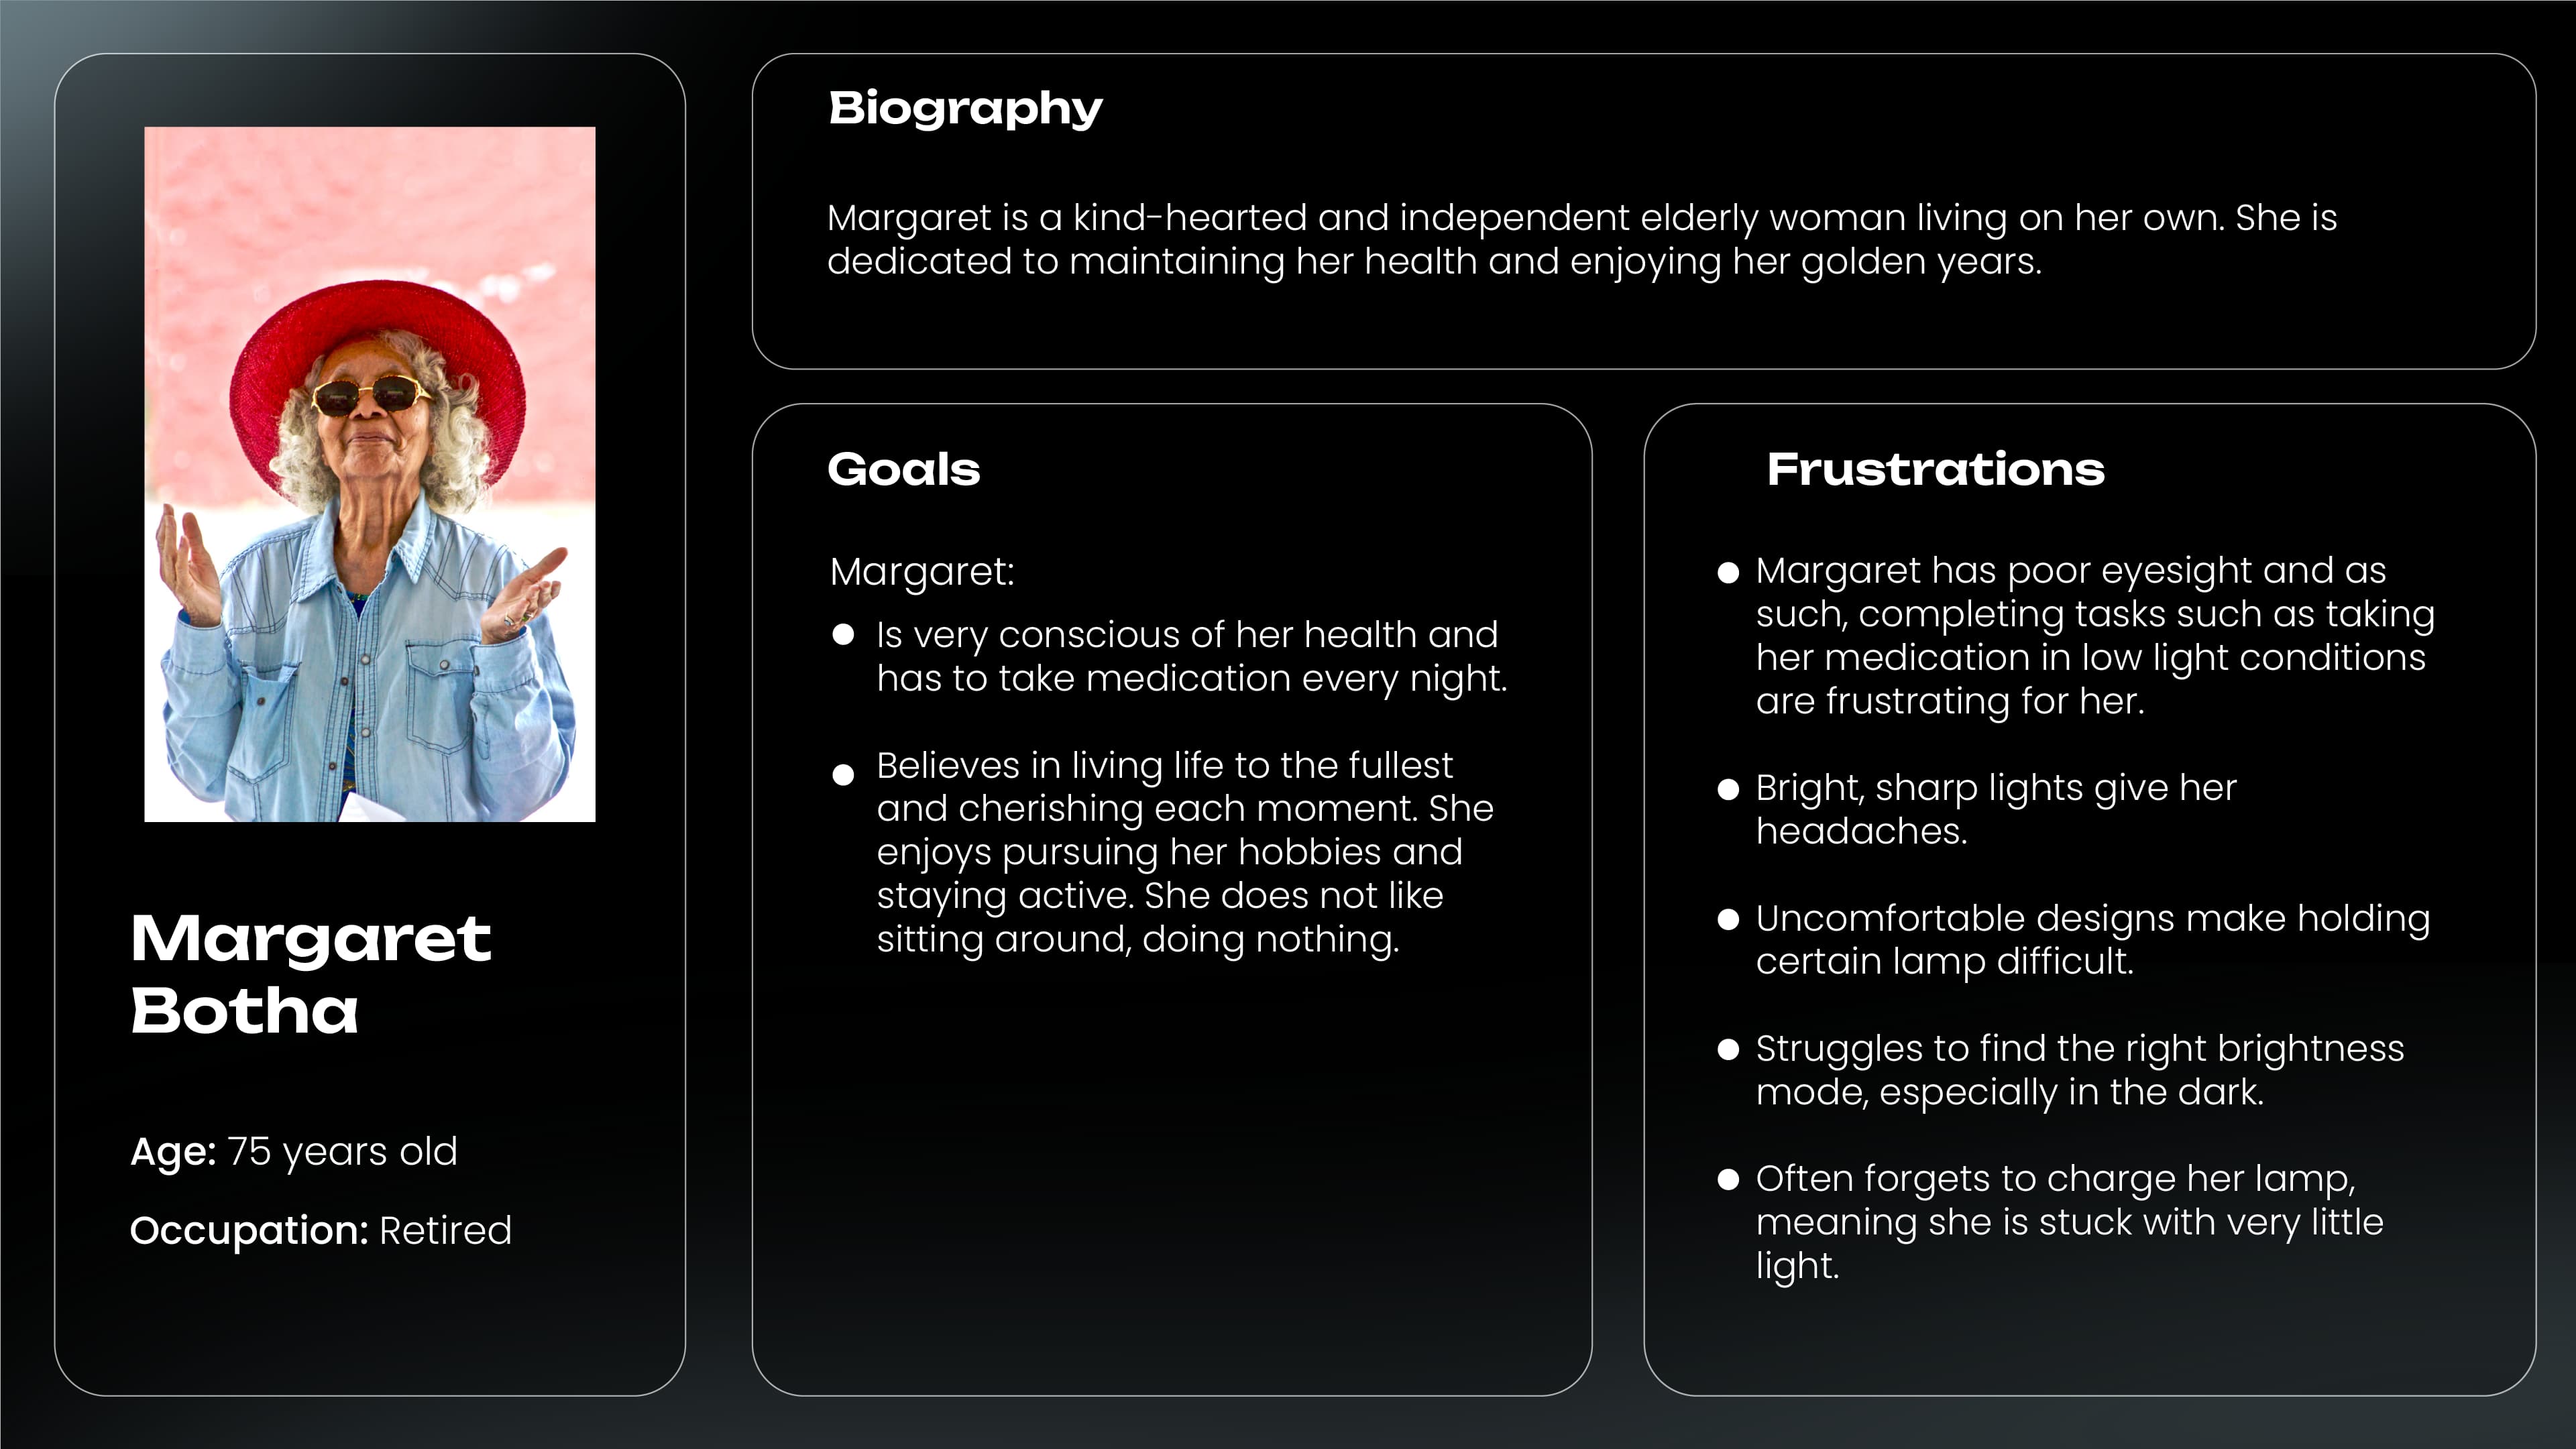 Biography
Margaret is a kind-hearted and independent elderly woman living on her own. She is
dedicated to maintaining her health and enjoying her golden years.
Goals
Margaret:
● Is very conscious of her health and
has to take medication every night.
● Believes in living life to the fullest
and cherishing each moment. She
enjoys pursuing her hobbies and
staying active. She does not like
sitting around, doing nothing.
Frustrations
● Margaret has poor eyesight and as
such, completing tasks such as taking
her medication in low light conditions
are frustrating for her.
● Bright, sharp lights give her
headaches.
● Uncomfortable designs make holding
certain lamp difficult.
● Struggles to find the right brightness
mode, especially in the dark.
● Often forgets to charge her lamp,
meaning she is stuck with very little
light.
Margaret
Botha
Age: 75 years old
Occupation: Retired